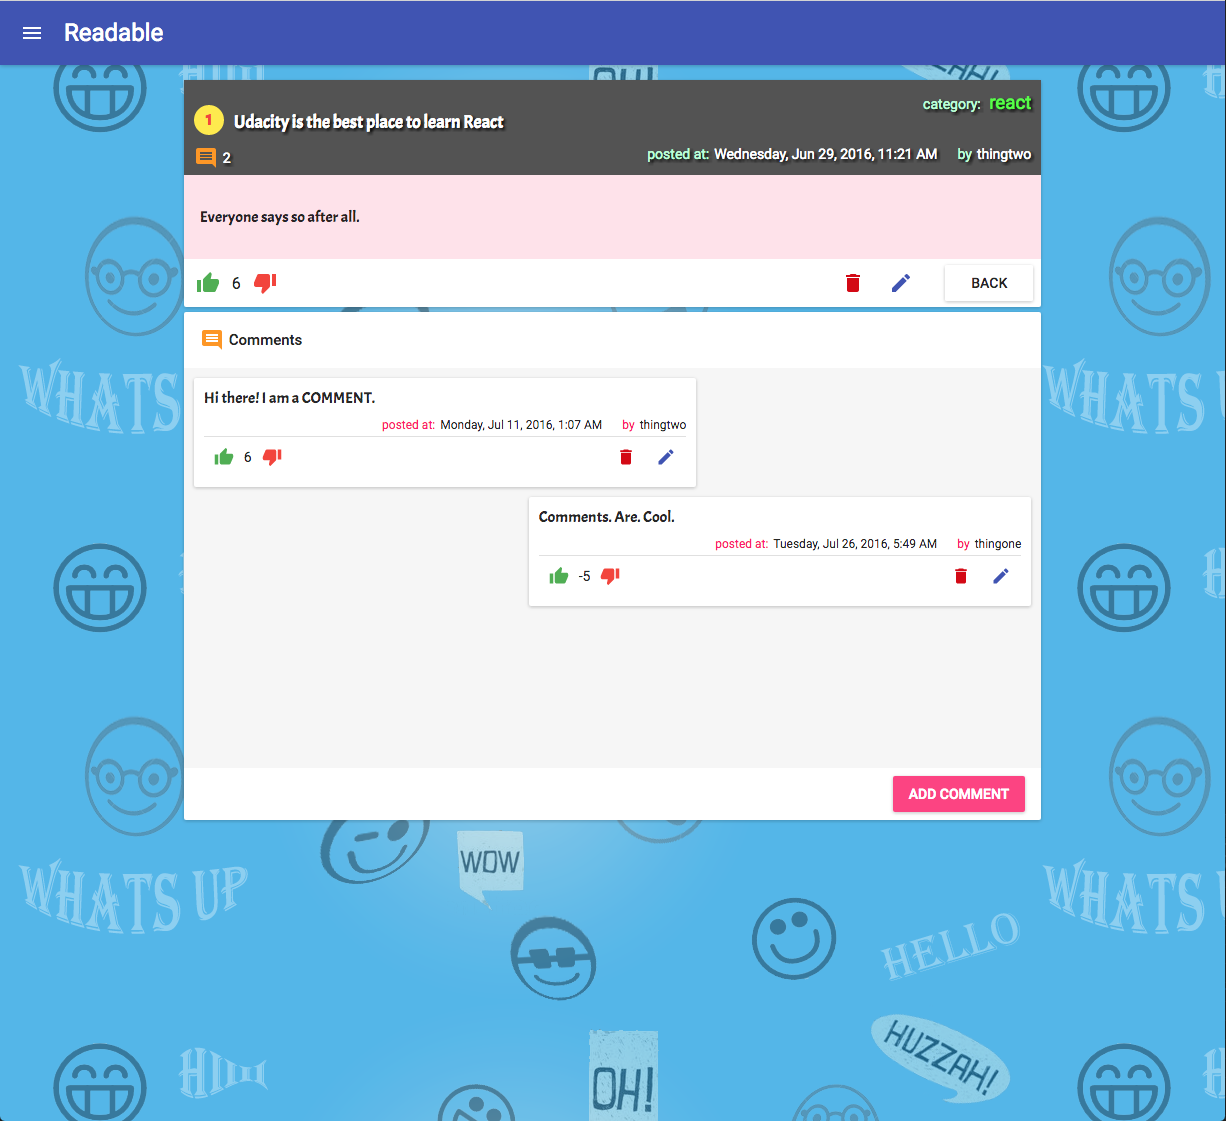 Readable
category: react
1 Udacity is the best place to learn React
2
posted at: Wednesday, Jun 29, 2016, 11:21 AM by thingtwo
Everyone says so after all.
6
BACK
Comments
Hi there! I am a COMMENT.
posted at: Monday, Jul 11, 2016, 1:07 AM by thingtwo
6
Comments. Are. Cool.
posted at: Tuesday, Jul 26, 2016, 5:49 AM by thingone
-5
ADD COMMENT
WHATS
WHATS U
WOW
WHATS UP
WHATS U
HELLO
HUZZAH!
HI
OH!